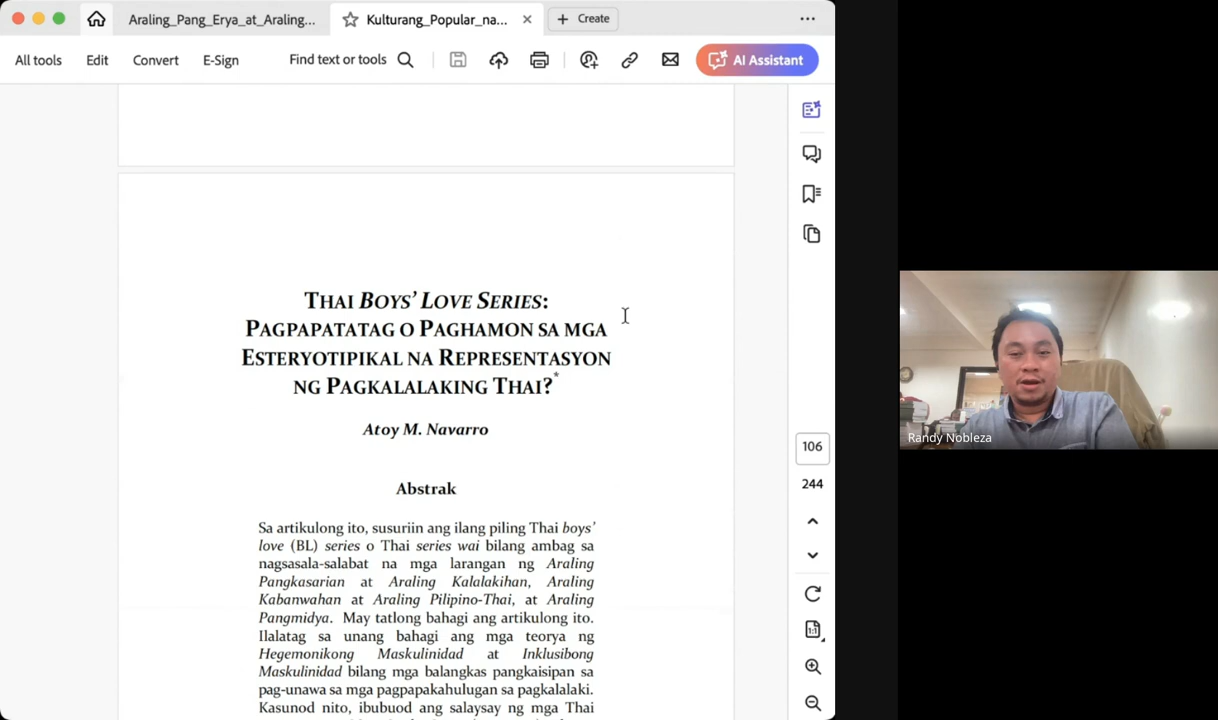 Araling_Pang_Erya_at_Araling...
Kulturang_Popular_na...
Create
All tools
Edit
Convert
E-Sign
Find text or tools
AI Assistant
THAI BOYS' LOVE SERIES:
PAGPAPATATAG O PAGHAMON SA MGA
ESTERYOTIPIKAL NA REPRESENTASYON
NG PAGKALALAKING THAI?*
Atoy M. Navarro
Abstrak
Sa artikulong ito, susuriin ang ilang piling Thai boys'
love (BL) series o Thai series wai bilang ambag sa
nagsasala-salabat na mga larangan ng Araling
Pangkasarian at Araling Kalalakihan, Araling
Kabanwahan at Araling Pilipino-Thai, at Araling
Pangmidya. May tatlong bahagi ang artikulong ito.
Ilalatag sa unang bahagi ang mga teorya ng
Hegemonikong Maskulinidad at Inklusibong
Maskulinidad bilang mga balangkas pangkaisipan sa
pag-unawa sa mga pagpapakahulugan sa pagkalalaki.
Kasunod nito, ibubuod ang salaysay ng mga Thai
106
244
1:1
Randy Nobleza